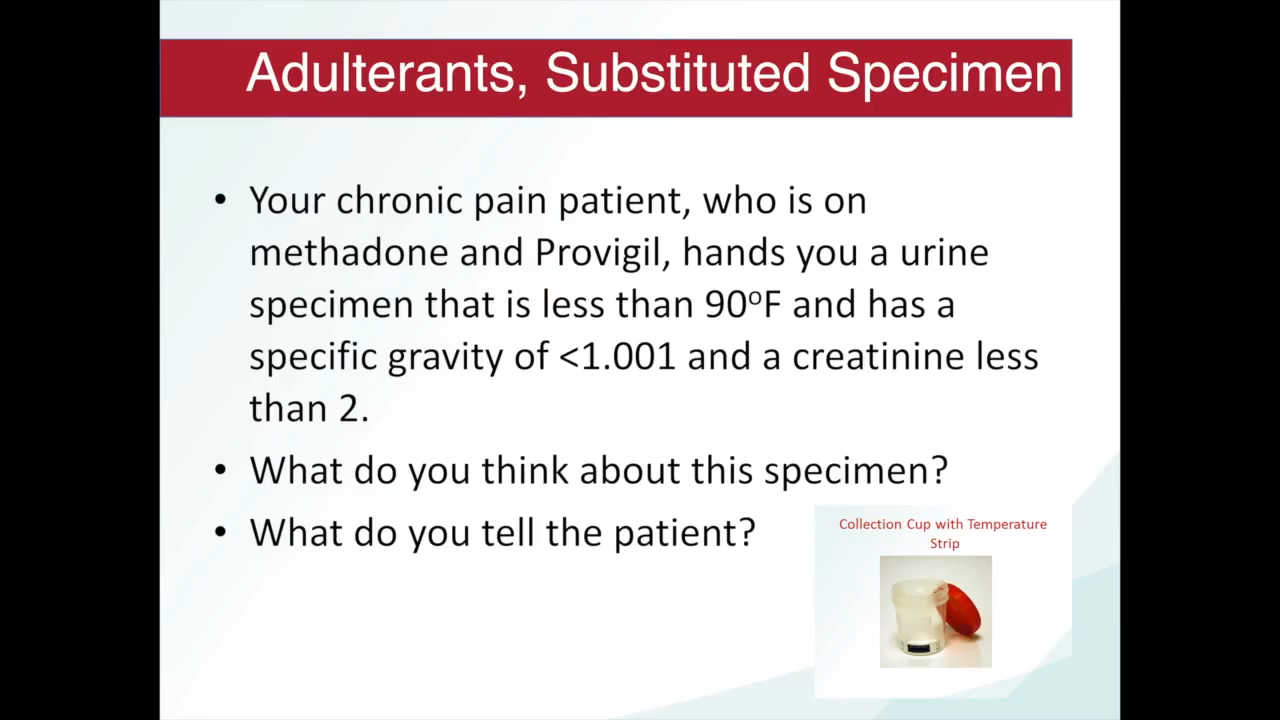 Adulterants, Substituted Specimen
• Your chronic pain patient, who is on
methadone and Provigil, hands you a urine
specimen that is less than 90ºF and has a
specific gravity of <1.001 and a creatinine less
than 2.
• What do you think about this specimen?
• What do you tell the patient?
Collection Cup with Temperature
Strip